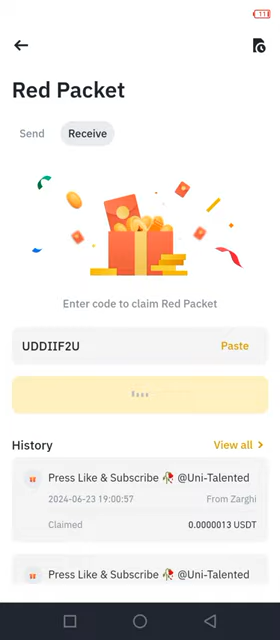 11
Red Packet
Send Receive
Enter code to claim Red Packet
UDDIIF2U Paste
History View all
Press Like & Subscribe 🥀 @Uni-Talented
2024-06-23 19:00:57 From Zarghi
Claimed 0.0000013 USDT
Press Like & Subscribe 🥀 @Uni-Talented